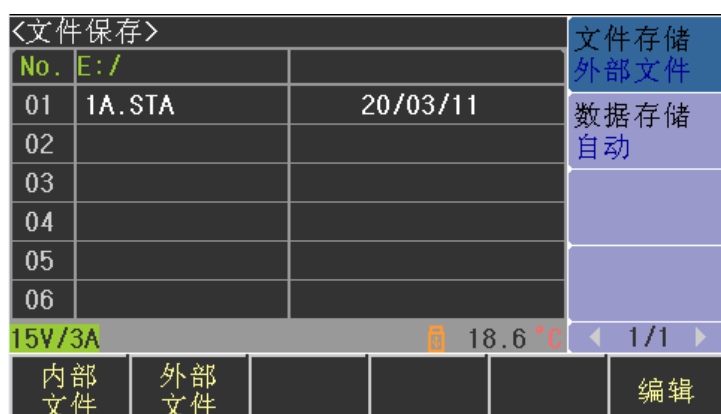 <文件保存>
No. E:/
01 1A.STA 20/03/11
02
03
04
05
06
15V/3A 18.6 °C
文件存储
外部文件
数据存储
自动
1/1
内部
文件
外部
文件
编辑